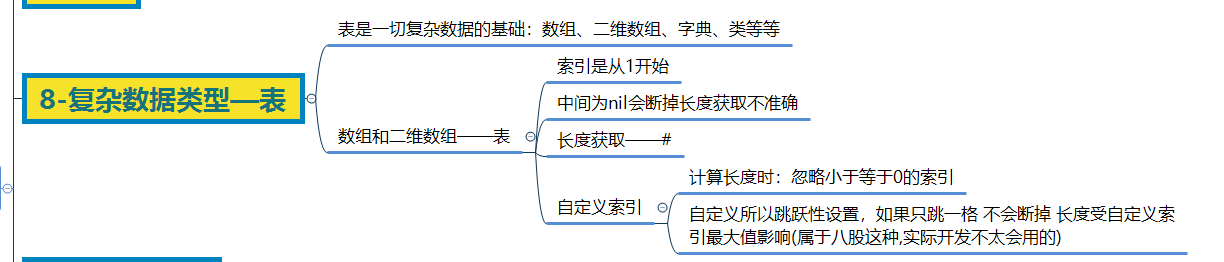 表是一切复杂数据的基础：数组、二维数组、字典、类等等
8-复杂数据类型—表
索引是从1开始
中间为nil会断掉长度获取不准确
数组和二维数组——表
长度获取——#
计算长度时：忽略小于等于0的索引
自定义索引
自定义所以跳跃性设置，如果只跳一格 不会断掉 长度受自定义索
引最大值影响(属于八股这种,实际开发不太会用的)